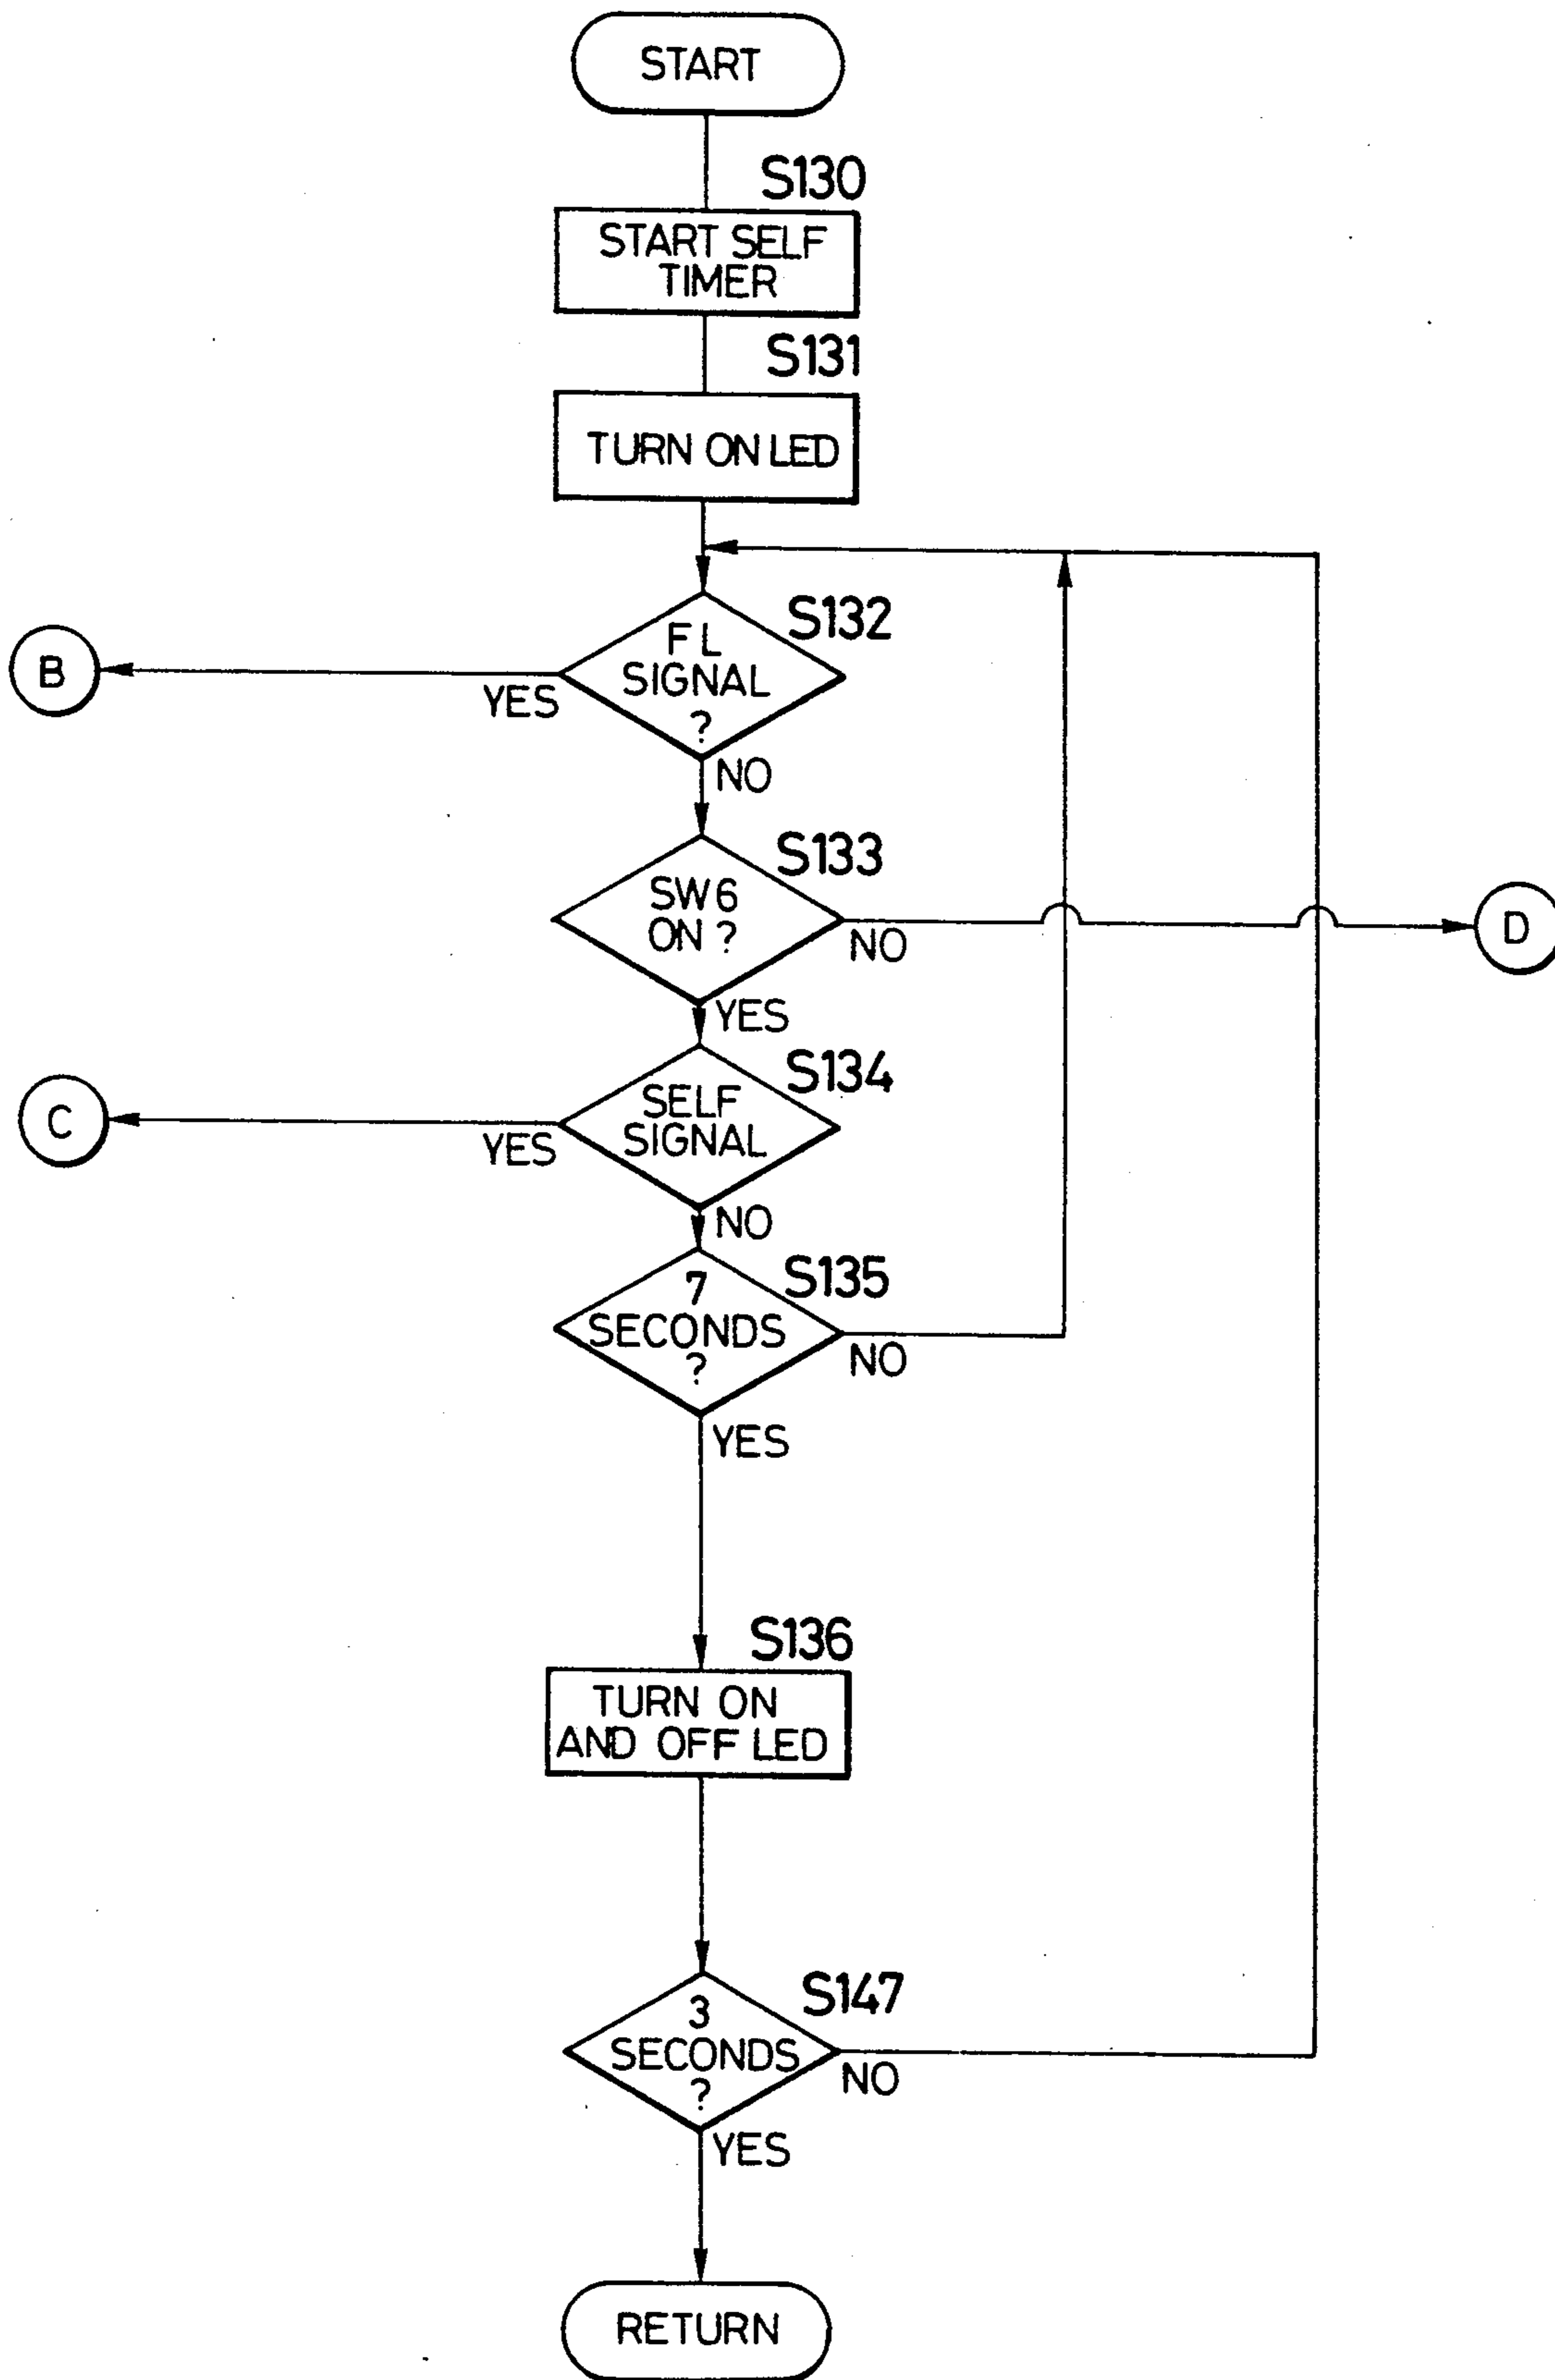 START
S130
START SELF
TIMER
S131
TURN ON LED
S132
FL
SIGNAL
?
B
YES
NO
S133
SW6
ON ?
NO
D
YES
S134
SELF
SIGNAL
C
YES
NO
S135
7
SECONDS
?
NO
YES
S136
TURN ON
AND OFF LED
S147
3
SECONDS
?
NO
YES
RETURN